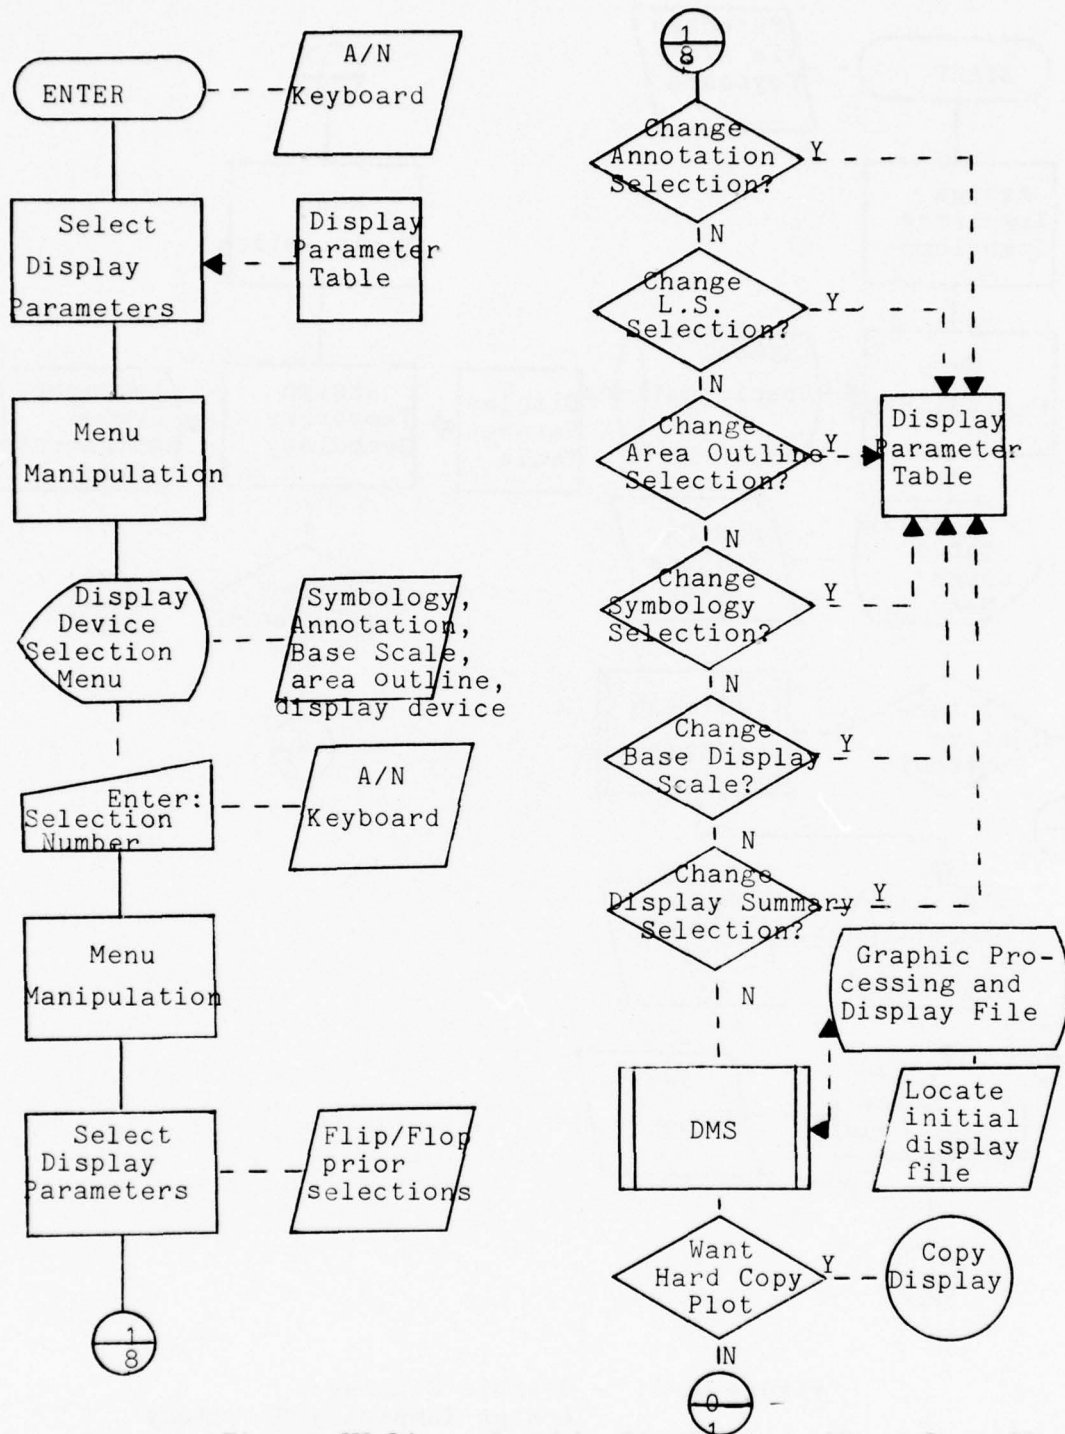 ENTER
A/N
Keyboard
Select
Display
Parameters
Display
Parameter
Table
Menu
Manipulation
Display
Device
Selection
Menu
Symbology,
Annotation,
Base Scale,
area outline,
display device
Enter:
Selection
Number
A/N
Keyboard
Menu
Manipulation
Select
Display
Parameters
Flip/Flop
prior
selections
1
8
1
8
Change
Annotation
Selection?
Y
N
Change
L.S.
Selection?
Y
N
Change
Area Outline
Selection?
Y
Display
Parameter
Table
N
Change
Symbology
Selection?
Y
N
Change
Base Display
Scale?
Y
N
Change
Display Summary
Selection?
Y
N
Graphic Pro-
cessing and
Display File
DMS
Locate
initial
display
file
Want
Hard Copy
Plot
Y
Copy
Display
N
0
1